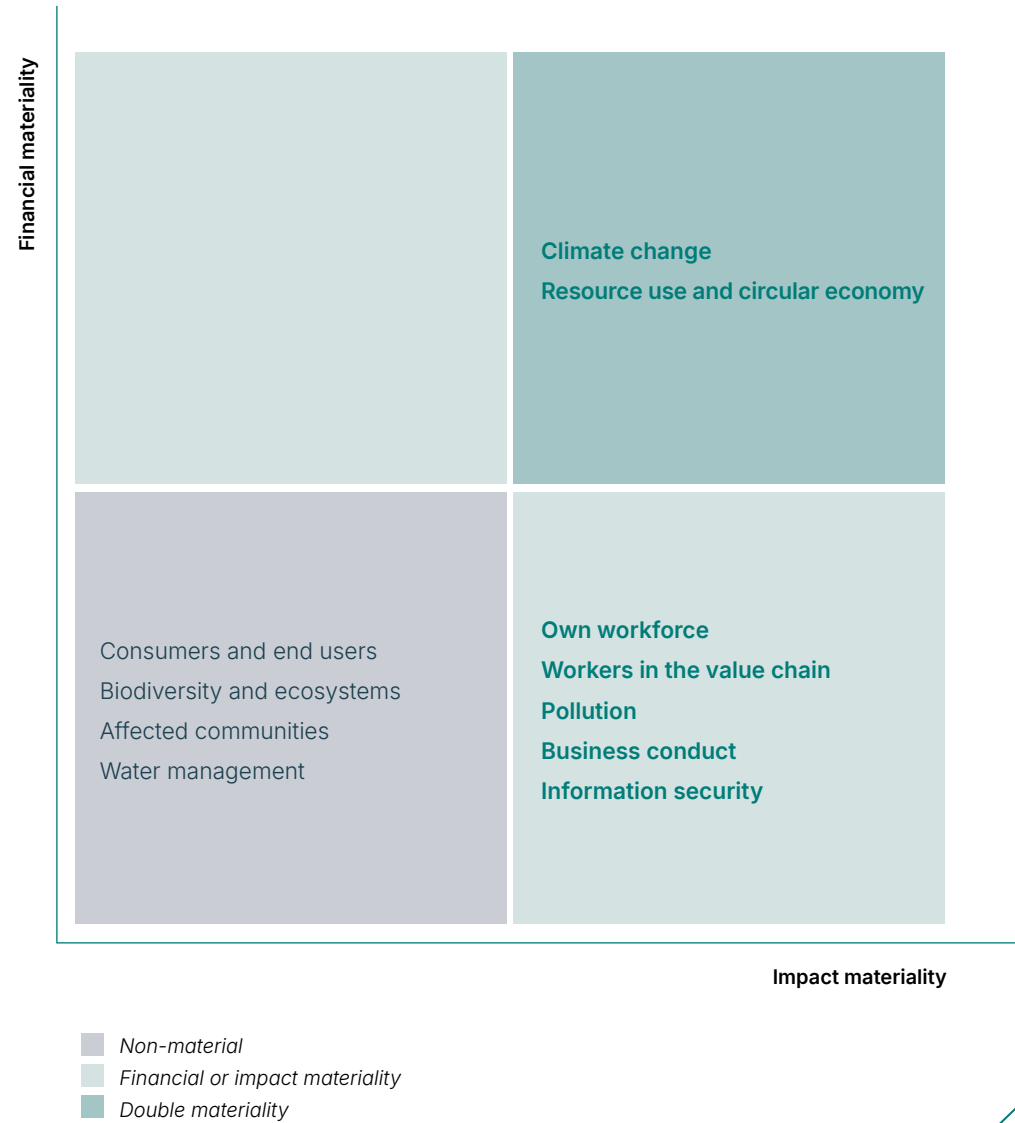 Financial materiality
Climate change
Resource use and circular economy
Consumers and end users
Biodiversity and ecosystems
Affected communities
Water management
Own workforce
Workers in the value chain
Pollution
Business conduct
Information security
Impact materiality
Non-material
Financial or impact materiality
Double materiality